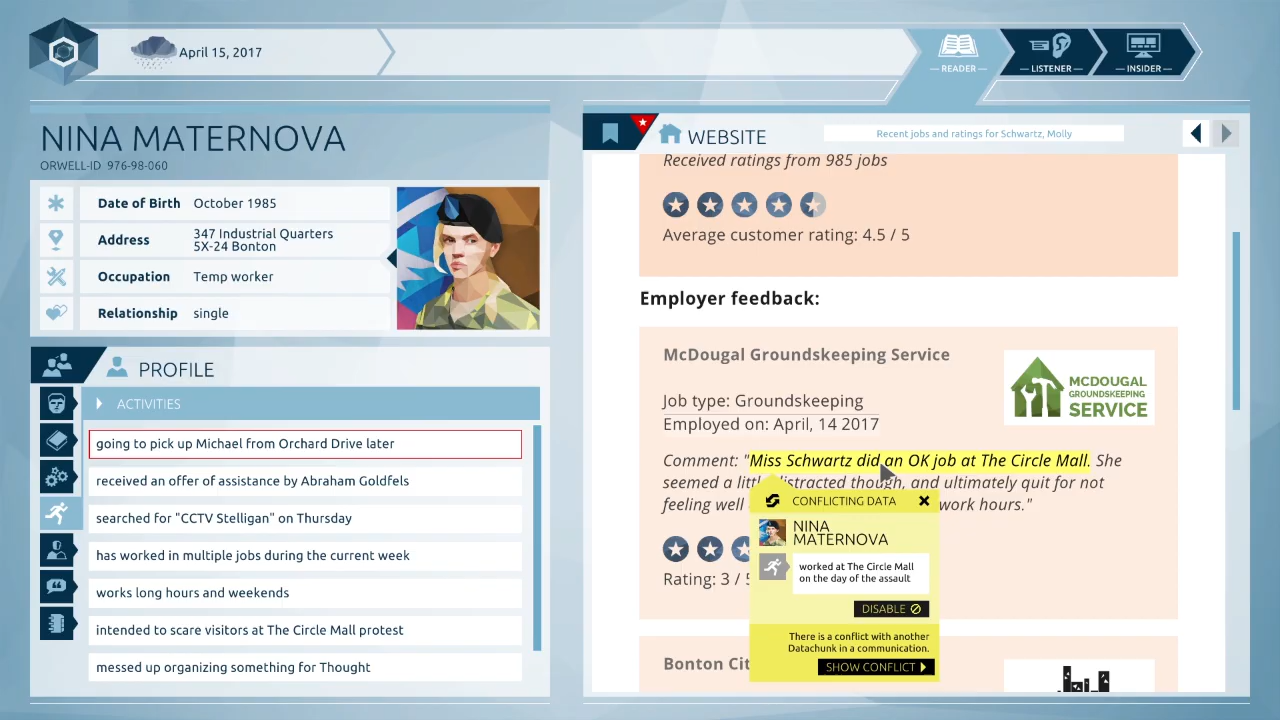 April 15, 2017
— READER —
— LISTENER —
— INSIDER —
NINA MATERNOVA
ORWELL-ID 976-98-060
Date of Birth October 1985
Address 347 Industrial Quarters
5X-24 Bonton
Occupation Temp worker
Relationship single
PROFILE
ACTIVITIES
going to pick up Michael from Orchard Drive later
received an offer of assistance by Abraham Goldfels
searched for "CCTV Stelligan" on Thursday
has worked in multiple jobs during the current week
works long hours and weekends
intended to scare visitors at The Circle Mall protest
messed up organizing something for Thought
WEBSITE
Recent jobs and ratings for Schwartz, Molly
Received ratings from 985 jobs
Average customer rating: 4.5 / 5
Employer feedback:
McDougal Groundskeeping Service
MCDOUGAL
GROUNDSKEEPING
SERVICE
Job type: Groundskeeping
Employed on: April, 14 2017
Comment: "Miss Schwartz did an OK job at The Circle Mall. She
seemed a little distracted though, and ultimately quit for not
feeling well work hours."
Rating: 3 / 5
CONFLICTING DATA
NINA
MATERNOVA
worked at The Circle Mall
on the day of the assault
DISABLE
There is a conflict with another
Datachunk in a communication.
SHOW CONFLICT
Bonton Cit